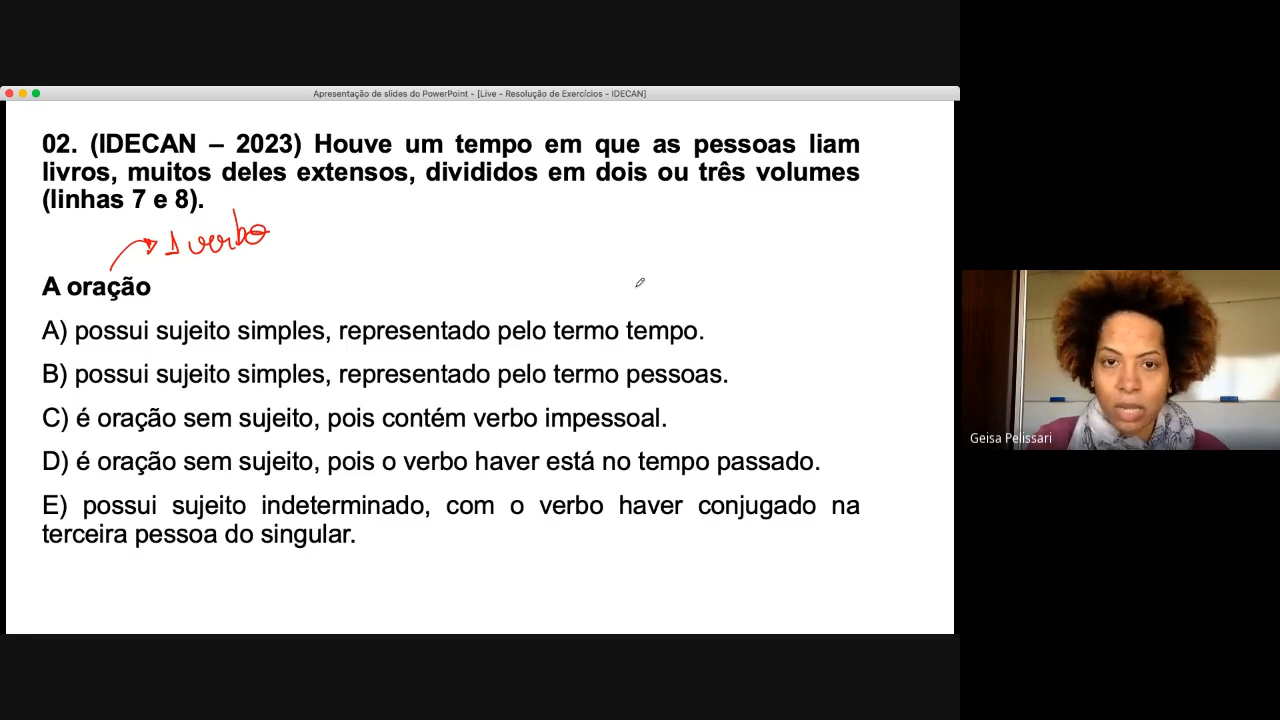 Apresentação de slides do PowerPoint - [Live - Resolução de Exercícios - IDECAN]
02. (IDECAN – 2023) Houve um tempo em que as pessoas liam
livros, muitos deles extensos, divididos em dois ou três volumes
(linhas 7 e 8).
1 verbo
A oração
A) possui sujeito simples, representado pelo termo tempo.
B) possui sujeito simples, representado pelo termo pessoas.
C) é oração sem sujeito, pois contém verbo impessoal.
D) é oração sem sujeito, pois o verbo haver está no tempo passado.
E) possui sujeito indeterminado, com o verbo haver conjugado na
terceira pessoa do singular.
Geisa Pelissari